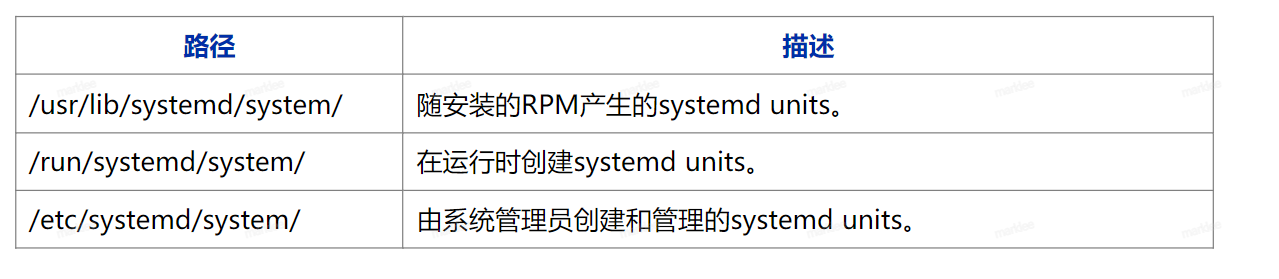 路径 描述
/usr/lib/systemd/system/ 随安装的RPM产生的systemd units。
/run/systemd/system/ 在运行时创建systemd units。
/etc/systemd/system/ 由系统管理员创建和管理的systemd units。